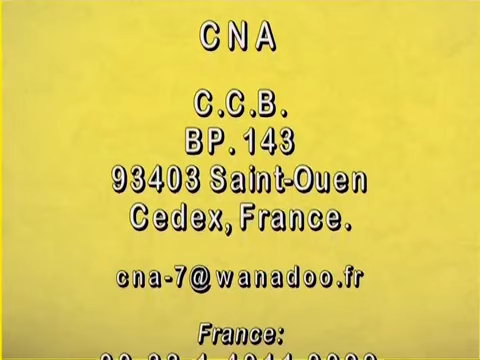 CNA
C.C.B.
BP. 143
93403 Saint-Ouen
Cedex, France.
cna-7@wanadoo.fr
France: